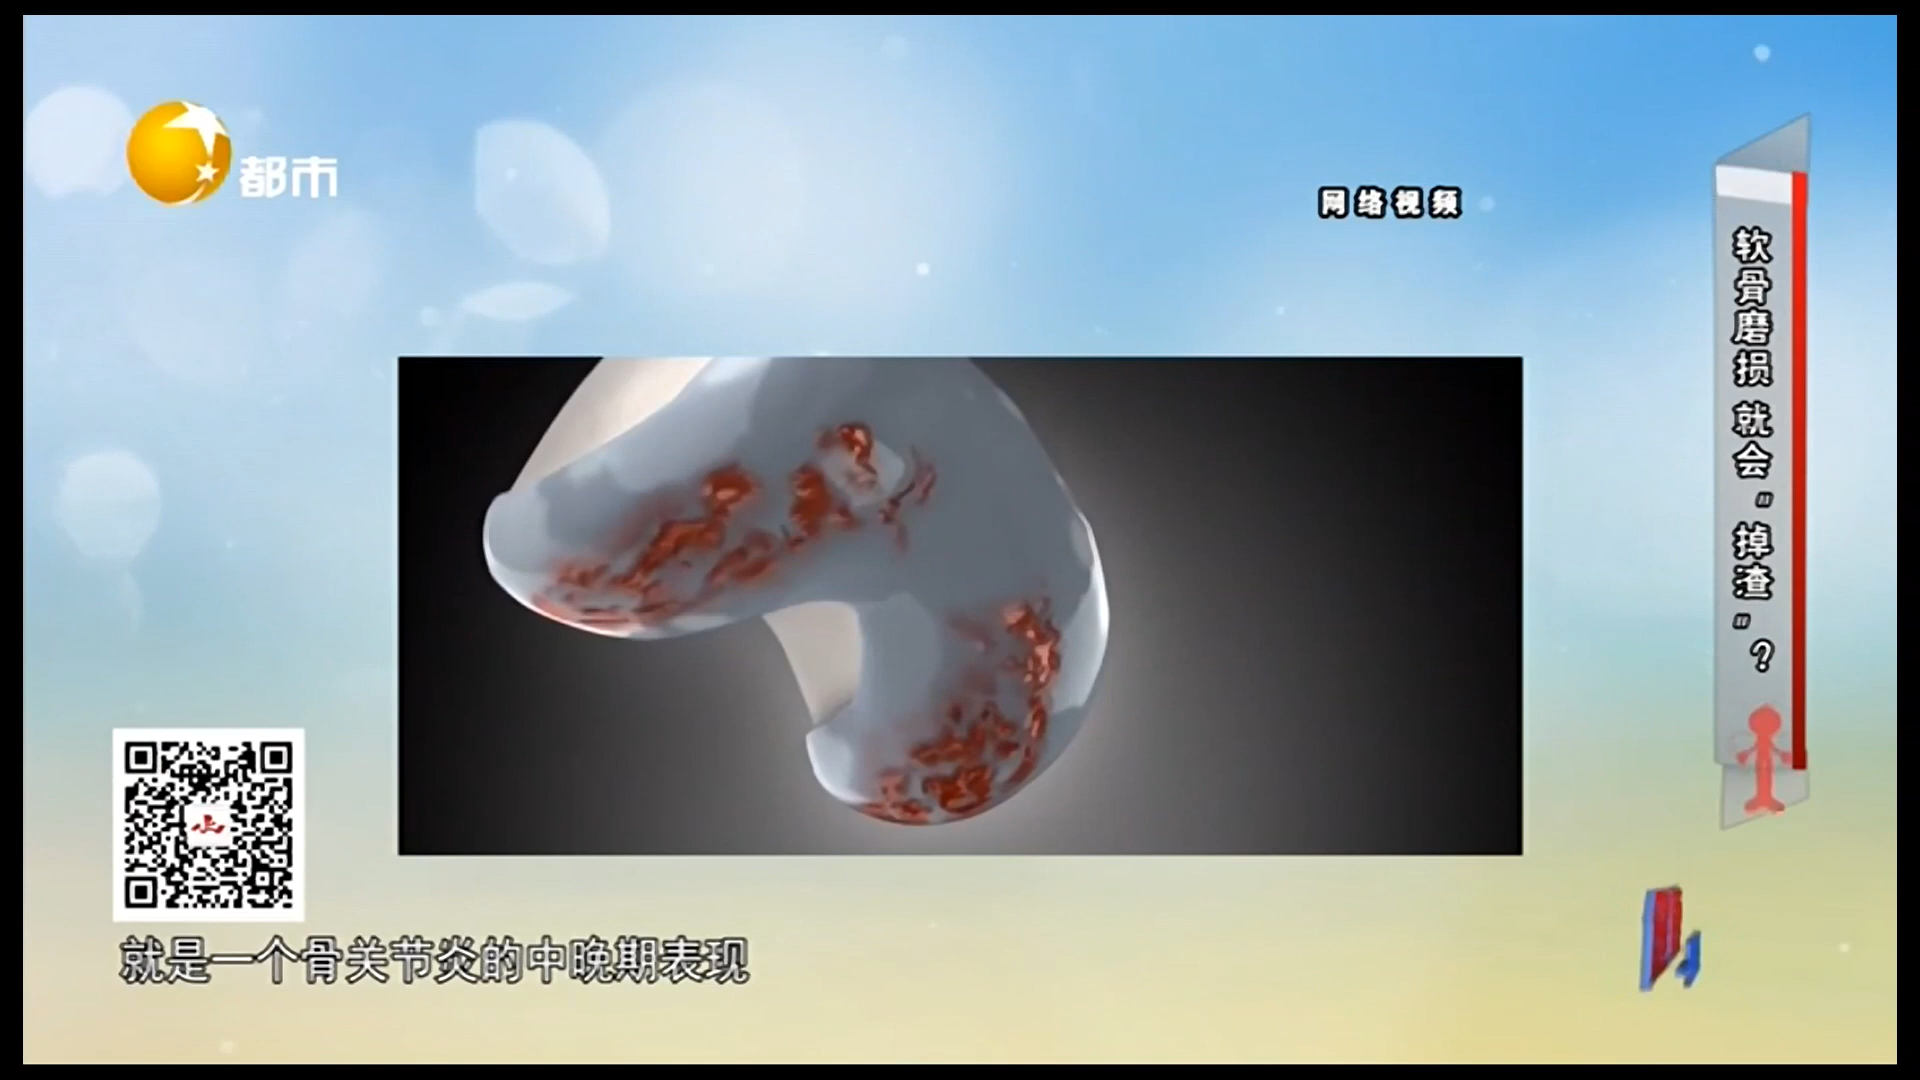 都市
网络视频
软骨磨损 就会“掉渣”？
就是一个骨关节炎的中晚期表现